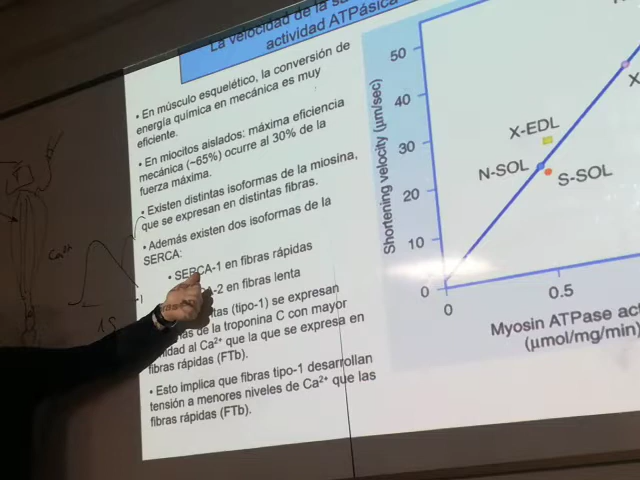 La velocidad de la
actividad ATPásica
• En músculo esquelético, la conversión de
energía química en mecánica es muy
eficiente.
• En miocitos aislados: máxima eficiencia
mecánica (~65%) ocurre al 30% de la
fuerza máxima.
• Existen distintas isoformas de la miosina,
que se expresan en distintas fibras.
• Además existen dos isoformas de la
SERCA:
• SERCA-1 en fibras rápidas
-2 en fibras lenta
(tipo-1) se expresan
de la troponina C con mayor
al Ca²⁺ que la que se expresa en
fibras rápidas (FTb).
• Esto implica que fibras tipo-1 desarrollan
tensión a menores niveles de Ca²⁺ que las
fibras rápidas (FTb).
Shortening velocity (μm/sec)
50
40
30
20
10
0
0
0.5
X-EDL
N-SOL
S-SOL
X
Myosin ATPase
(μmol/mg/min)
Ca²⁺